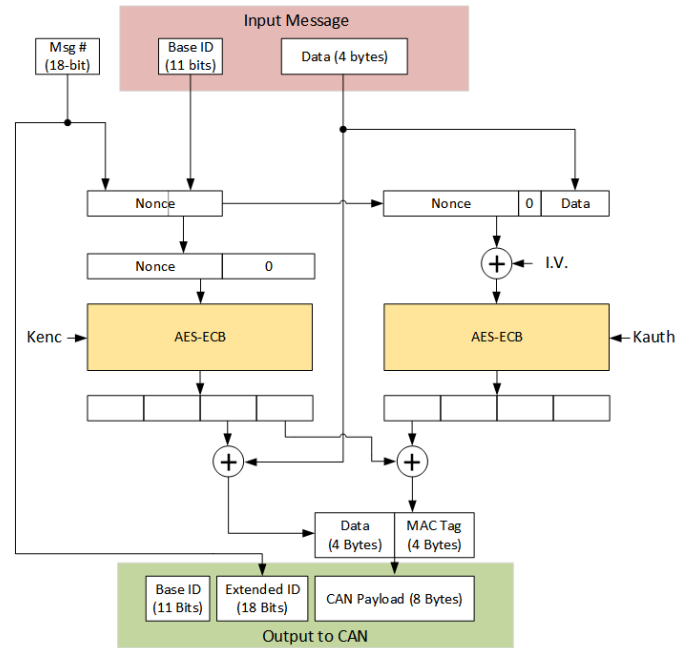 Input Message
Msg #
(18-bit)
Base ID
(11 bits)
Data (4 bytes)
Nonce
Nonce
0
Data
I.V.
Nonce
0
Kenc
AES-ECB
AES-ECB
Kauth
Data
(4 Bytes)
MAC Tag
(4 Bytes)
Base ID
(11 Bits)
Extended ID
(18 Bits)
CAN Payload (8 Bytes)
Output to CAN